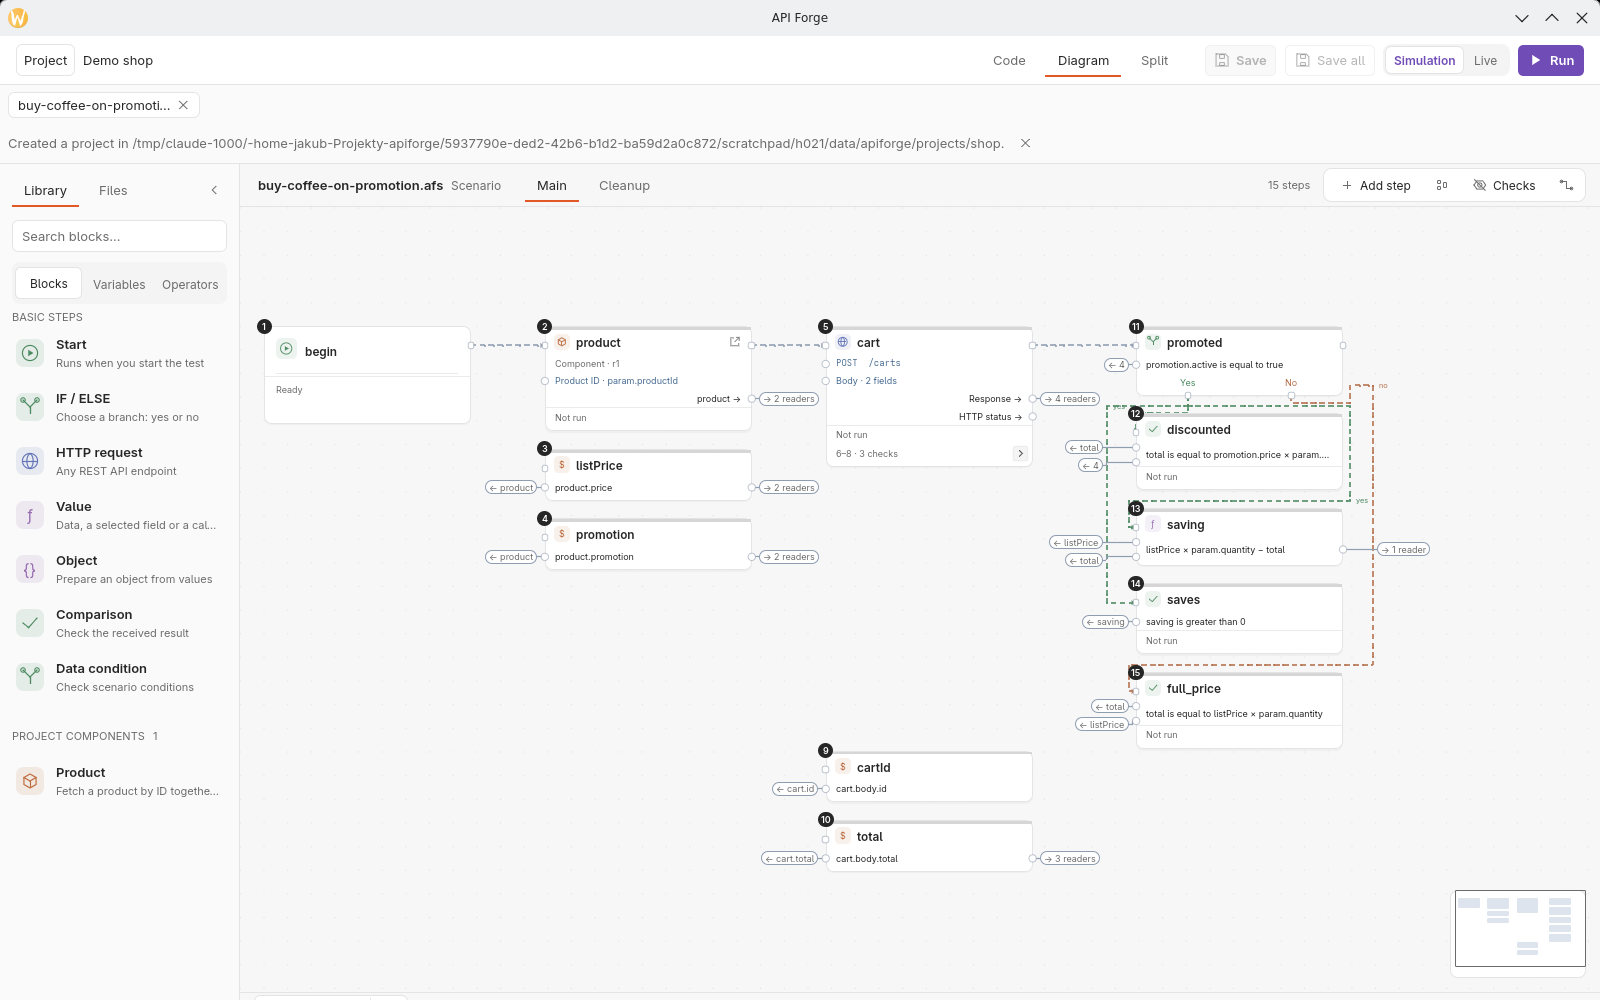 API Forge
Project
Demo shop
Code
Diagram
Split
Save
Save all
Simulation
Live
Run
buy-coffee-on-promoti...
Created a project in /tmp/claude-1000/-home-jakub-Projekty-apiforge/5937790e-ded2-42b6-b1d2-ba59d2a0c872/scratchpad/h021/data/apiforge/projects/shop.
Library
Files
Search blocks...
Blocks
Variables
Operators
BASIC STEPS
Start
Runs when you start the test
IF / ELSE
Choose a branch: yes or no
HTTP request
Any REST API endpoint
Value
Data, a selected field or a cal...
Object
Prepare an object from values
Comparison
Check the received result
Data condition
Check scenario conditions
PROJECT COMPONENTS 1
Product
Fetch a product by ID togethe...
buy-coffee-on-promotion.afs
Scenario
Main
Cleanup
15 steps
Add step
Checks
1
begin
Ready
2
product
Component · r1
Product ID · param.productId
product →
→ 2 readers
Not run
3
$
listPrice
← product
product.price
→ 2 readers
4
$
promotion
← product
product.promotion
→ 2 readers
5
cart
POST /carts
Body · 2 fields
Response →
→ 4 readers
HTTP status →
Not run
6–8 · 3 checks
9
$
cartId
← cart.id
cart.body.id
10
$
total
← cart.total
cart.body.total
→ 3 readers
11
promoted
← 4
promotion.active is equal to true
Yes
No
no
yes
12
discounted
← total
total is equal to promotion.price × param....
← 4
Not run
yes
13
ƒ
saving
← listPrice
listPrice × param.quantity − total
← total
→ 1 reader
14
saves
← saving
saving is greater than 0
Not run
15
full_price
← total
total is equal to listPrice × param.quantity
← listPrice
Not run